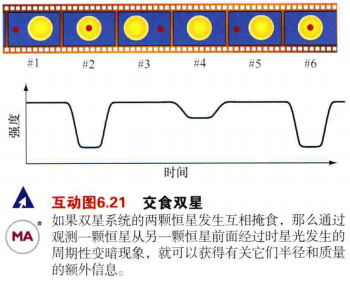 #1 #2 #3 #4 #5 #6
强度
时间
互动图6.21 交食双星
MA
如果双星系统的两颗恒星发生互相掩食，那么通过
观测一颗恒星从另一颗恒星前面经过时星光发生的
周期性变暗现象，就可以获得有关它们半径和质量
的额外信息。